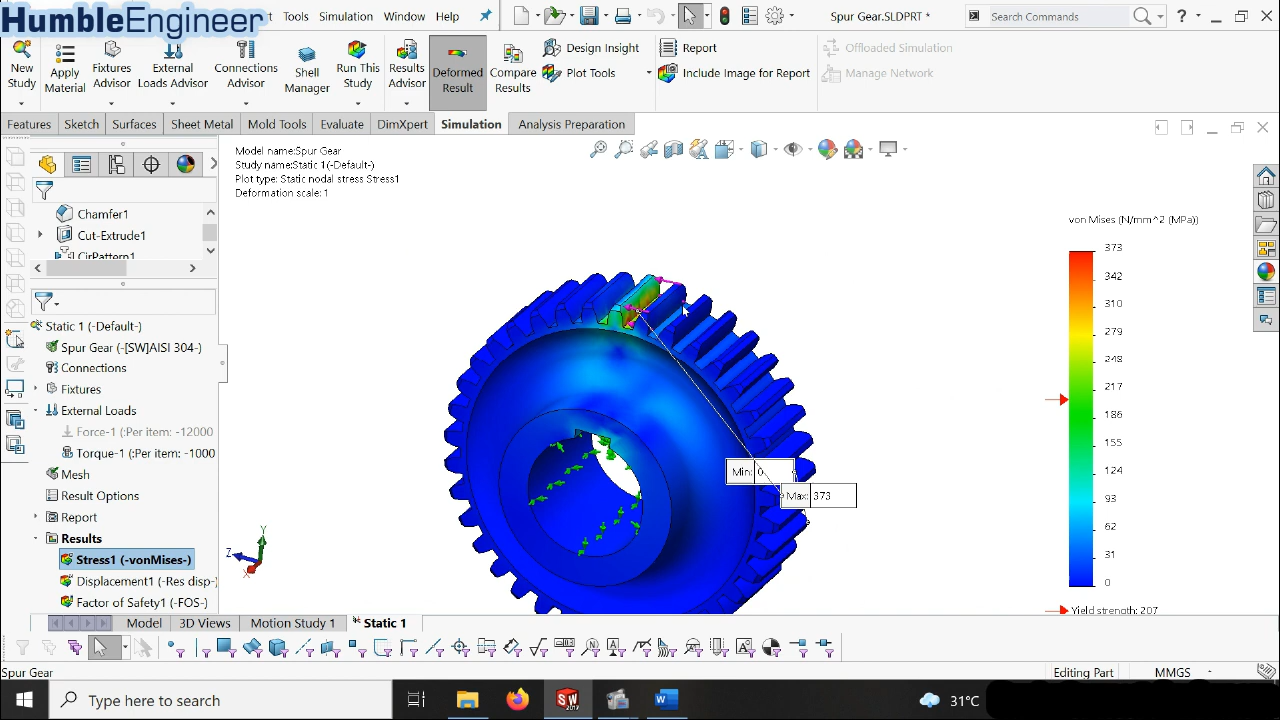 HumbleEngineer
Tools Simulation Window Help
Spur Gear.SLDPRT *
Search Commands
?
New Study
Apply Material
Fixtures Advisor
External Loads Advisor
Connections Advisor
Shell Manager
Run This Study
Results Advisor
Deformed Result
Compare Results
Design Insight
Plot Tools
Report
Include Image for Report
Offloaded Simulation
Manage Network
Features Sketch Surfaces Sheet Metal Mold Tools Evaluate DimXpert Simulation Analysis Preparation
Model name:Spur Gear
Study name:Static 1(-Default-)
Plot type: Static nodal stress Stress1
Deformation scale: 1
Chamfer1
Cut-Extrude1
CirPattern1
Static 1 (-Default-)
Spur Gear (-[SW]AISI 304-)
Connections
Fixtures
External Loads
Force-1 (:Per item: -12000
Torque-1 (:Per item: -1000
Mesh
Result Options
Report
Results
Stress1 (-vonMises-)
Displacement1 (-Res disp-)
Factor of Safety1 (-FOS-)
von Mises (N/mm^2 (MPa))
373
342
310
279
248
217
186
155
124
93
62
31
0
Yield strength: 207
Min: 0
Max: 373
Y
Z
X
Model 3D Views Motion Study 1 Static 1
Spur Gear
Editing Part
MMGS
Type here to search
SW
2019
W
31°C